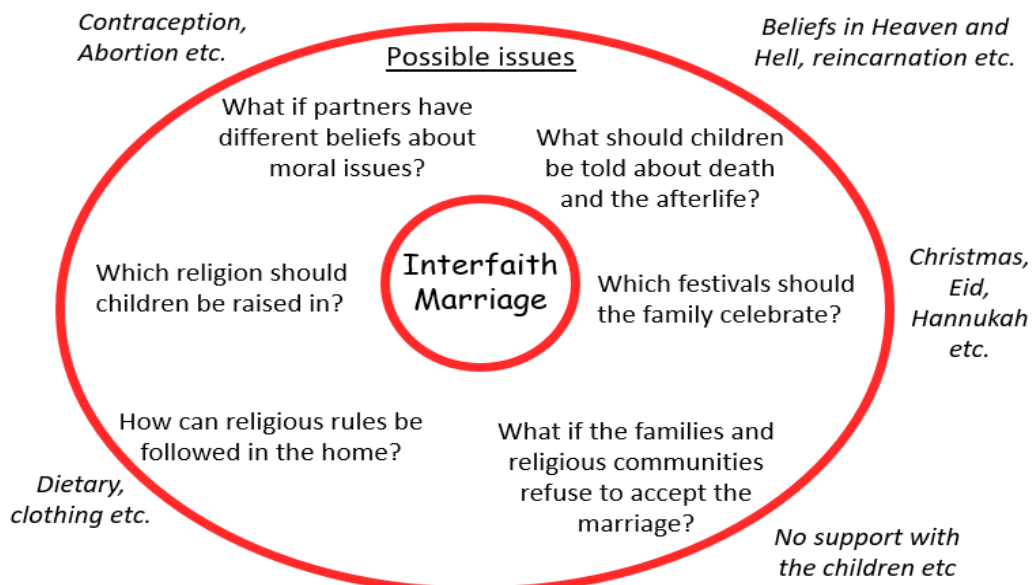 Contraception,
Abortion etc.
Beliefs in Heaven and
Hell, reincarnation etc.
Possible issues
What if partners have
different beliefs about
moral issues?
What should children
be told about death
and the afterlife?
Which religion should
children be raised in?
Interfaith
Marriage
Which festivals should
the family celebrate?
Christmas,
Eid,
Hannukah
etc.
How can religious rules be
followed in the home?
What if the families and
religious communities
refuse to accept the
marriage?
Dietary,
clothing etc.
No support with
the children etc